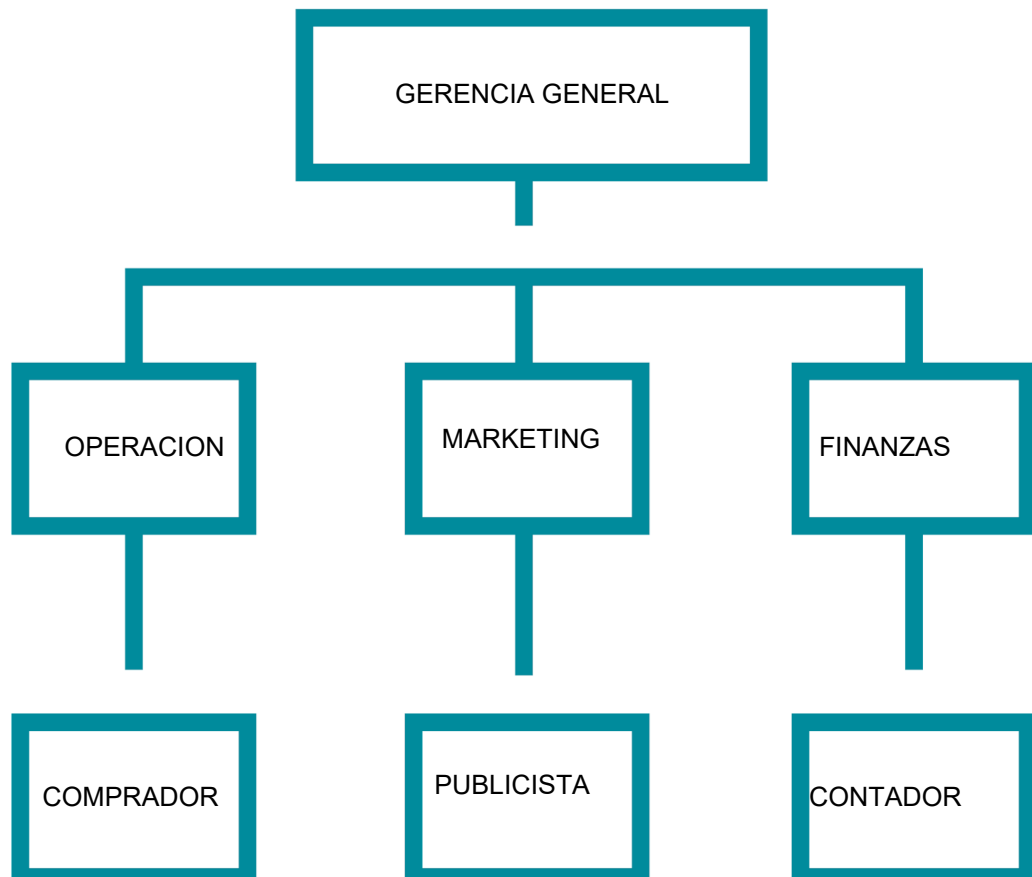 GERENCIA GENERAL
OPERACION
MARKETING
FINANZAS
COMPRADOR
PUBLICISTA
CONTADOR